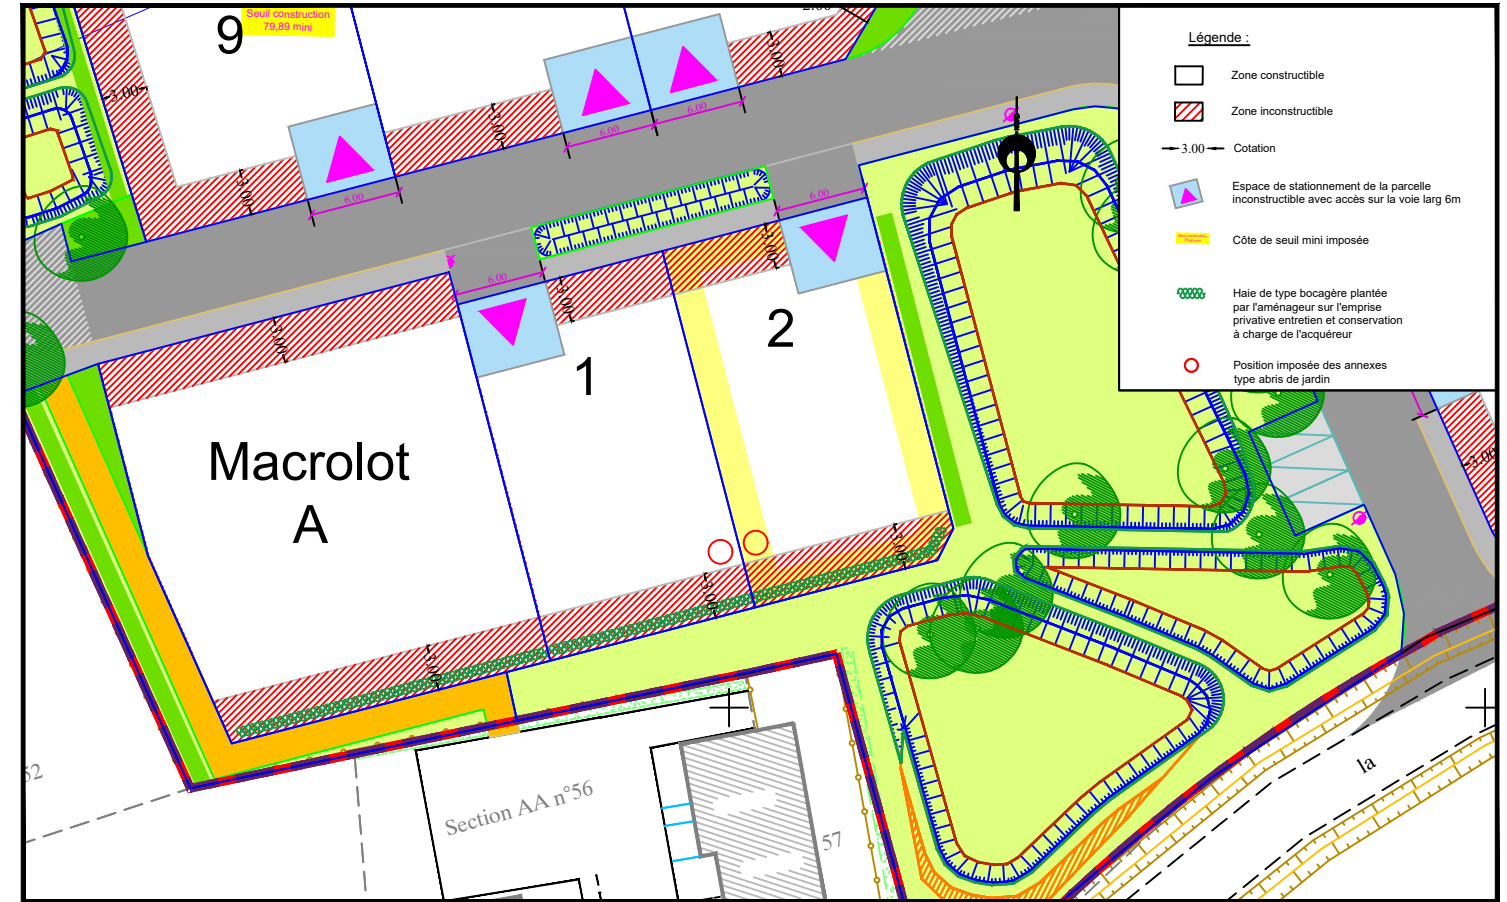 Seuil construction
79,89 mini
9
2.00
3.00
3.00
3.00
3.00
6.00
6.00
6.00
6.00
6.00
3.00
3.00
3.00
1
2
Macrolot
A
3.00
3.00
3.00
3.00
52
Section AA n°56
57
la
Légende :
Zone constructible
Zone inconstructible
3.00
Cotation
Espace de stationnement de la parcelle
inconstructible avec accès sur la voie larg 6m
Côte de seuil mini imposée
Haie de type bocagère plantée
par l'aménageur sur l'emprise
privative entretien et conservation
à charge de l'acquéreur
Position imposée des annexes
type abris de jardin